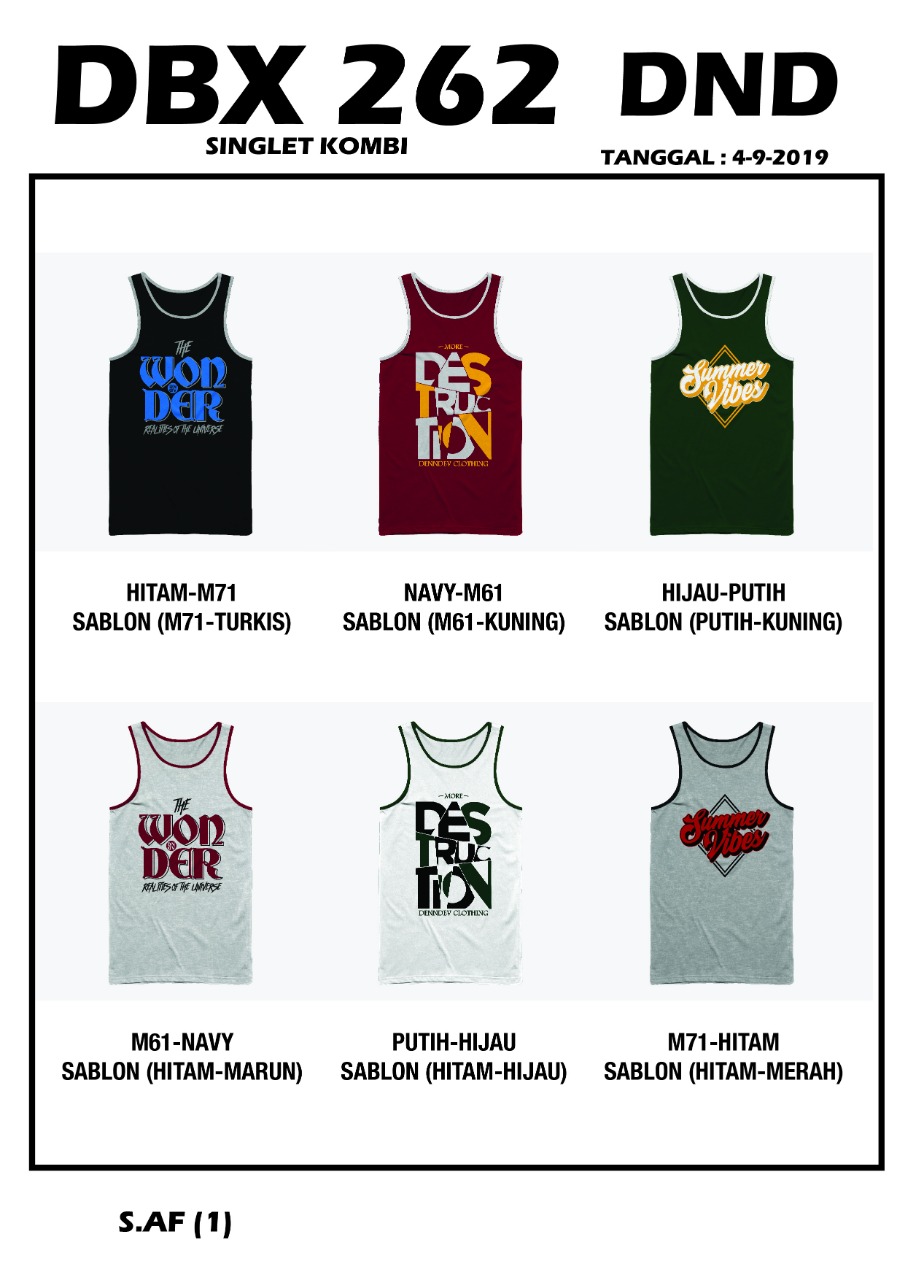 DBX 262
DND
SINGLET KOMBI
TANGGAL : 4-9-2019
THE
WON
IN
DER
REALITIES OF THE UNIVERSE
MORE
DES
TRUC
TION
DENNDEV CLOTHING
Summer
Vibes
HITAM-M71
SABLON (M71-TURKIS)
NAVY-M61
SABLON (M61-KUNING)
HIJAU-PUTIH
SABLON (PUTIH-KUNING)
THE
WON
IN
DER
REALITIES OF THE UNIVERSE
MORE
DES
TRUC
TION
DENNDEV CLOTHING
Summer
Vibes
M61-NAVY
SABLON (HITAM-MARUN)
PUTIH-HIJAU
SABLON (HITAM-HIJAU)
M71-HITAM
SABLON (HITAM-MERAH)
S.AF (1)